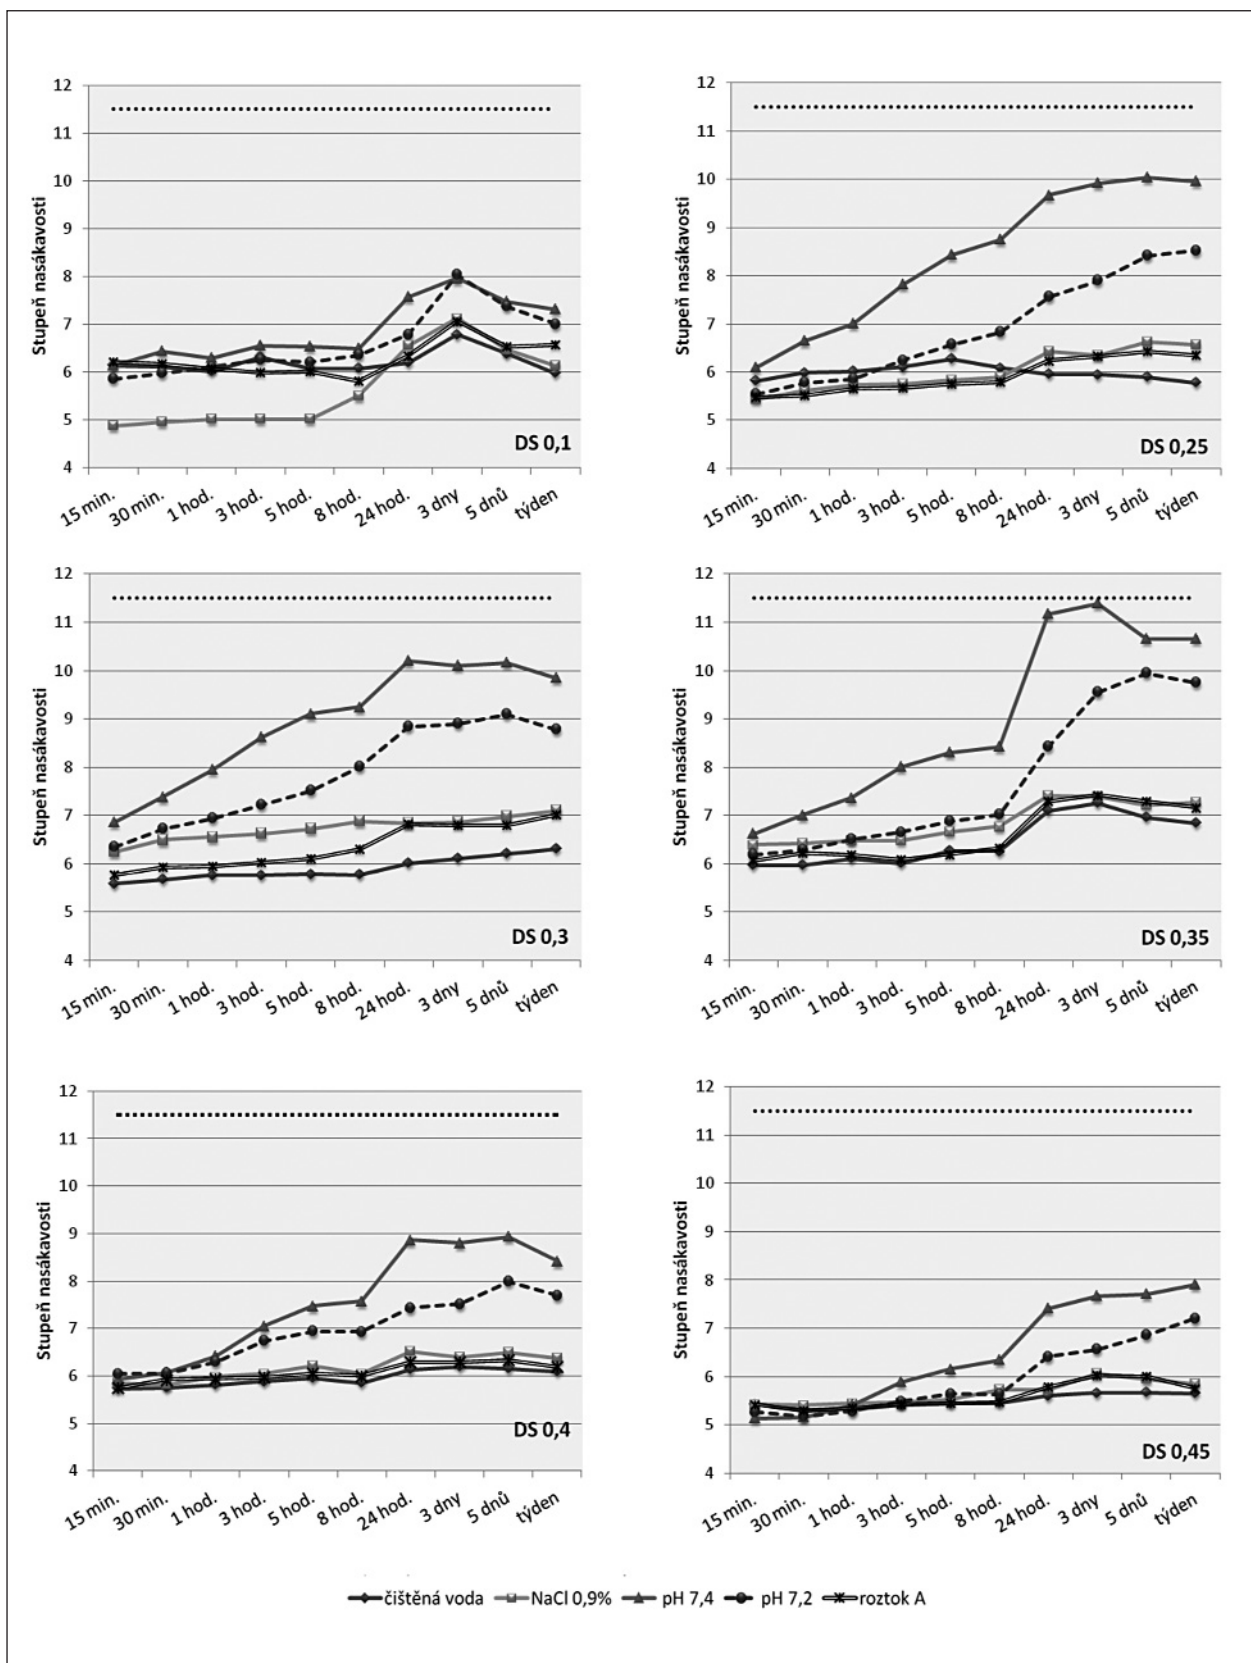 Stupeň nasákavosti
12
11
10
9
8
7
6
5
4
DS 0,1
15 min. 30 min. 1 hod. 3 hod. 5 hod. 8 hod. 24 hod. 3 dny 5 dnů týden
Stupeň nasákavosti
12
11
10
9
8
7
6
5
4
DS 0,25
15 min. 30 min. 1 hod. 3 hod. 5 hod. 8 hod. 24 hod. 3 dny 5 dnů týden
Stupeň nasákavosti
12
11
10
9
8
7
6
5
4
DS 0,3
15 min. 30 min. 1 hod. 3 hod. 5 hod. 8 hod. 24 hod. 3 dny 5 dnů týden
Stupeň nasákavosti
12
11
10
9
8
7
6
5
4
DS 0,35
15 min. 30 min. 1 hod. 3 hod. 5 hod. 8 hod. 24 hod. 3 dny 5 dnů týden
Stupeň nasákavosti
12
11
10
9
8
7
6
5
4
DS 0,4
15 min. 30 min. 1 hod. 3 hod. 5 hod. 8 hod. 24 hod. 3 dny 5 dnů týden
Stupeň nasákavosti
12
11
10
9
8
7
6
5
4
DS 0,45
15 min. 30 min. 1 hod. 3 hod. 5 hod. 8 hod. 24 hod. 3 dny 5 dnů týden
čištěná voda NaCl 0,9% pH 7,4 pH 7,2 roztok A